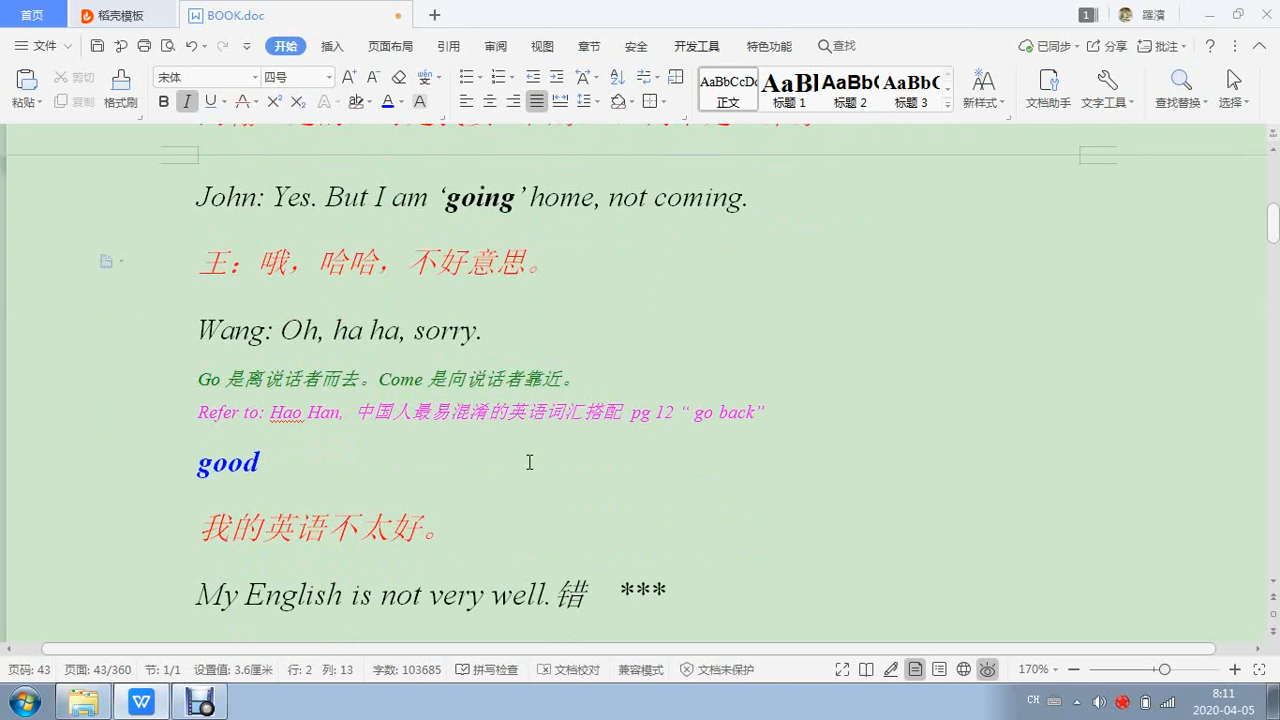 首页 稻壳模板 BOOK.doc 1 羅演
文件 开始 插入 页面布局 引用 审阅 视图 章节 安全 开发工具 特色功能 查找 已同步 分享 批注
粘贴 剪切 复制 格式刷 宋体 四号 AaBbCcDd 正文 AaBb 标题 1 AaBb 标题 2 AaBbC 标题 3 新样式 文档助手 文字工具 查找替换 选择
John: Yes. But I am ‘going’ home, not coming.
王：哦，哈哈，不好意思。
Wang: Oh, ha ha, sorry.
Go 是离说话者而去。Come 是向说话者靠近。
Refer to: Hao Han, 中国人最易混淆的英语词汇搭配 pg 12 “ go back”
good
我的英语不太好。
My English is not very well. 错 ***
页码: 43 页面: 43/360 节: 1/1 设置值: 3.6厘米 行: 2 列: 13 字数: 103685 拼写检查 文档校对 兼容模式 文档未保护 170%
CH 8:11
2020-04-05